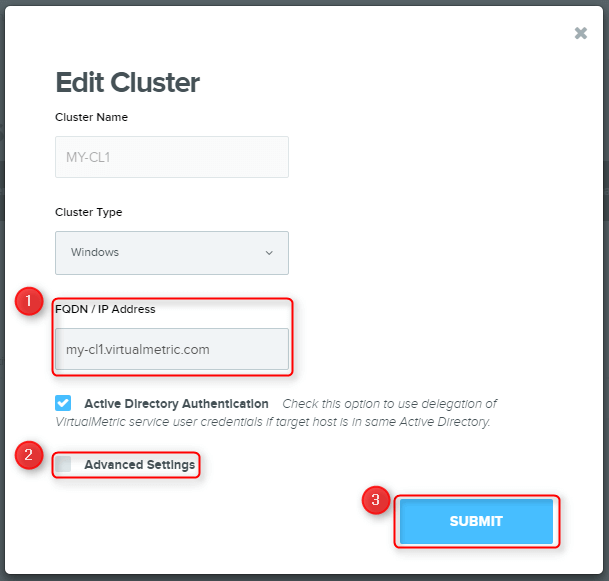 Edit Cluster
Cluster Name
MY-CL1
Cluster Type
Windows
1
FQDN / IP Address
my-cl1.virtualmetric.com
Active Directory Authentication Check this option to use delegation of
VirtualMetric service user credentials if target host is in same Active Directory.
2
Advanced Settings
3
SUBMIT